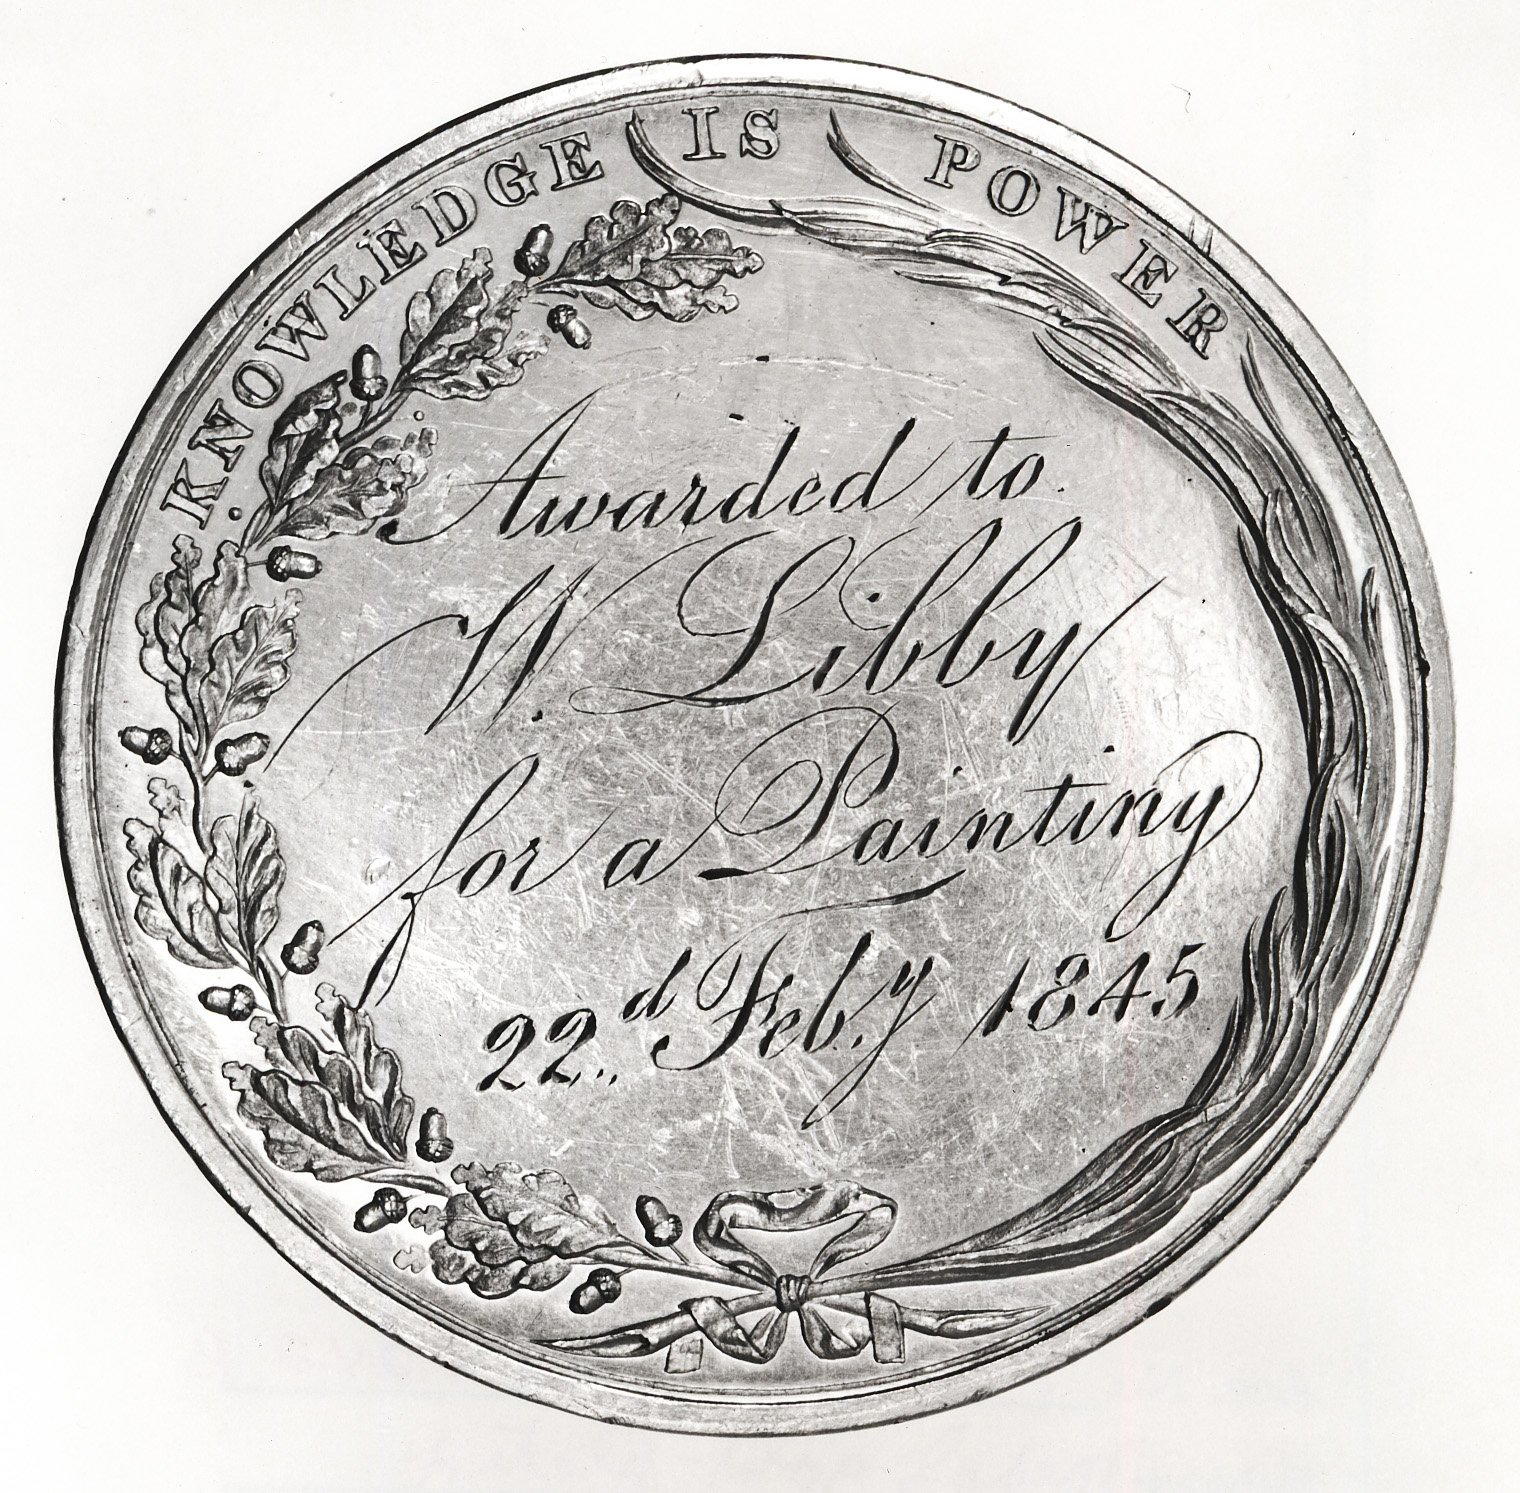 KNOWLEDGE IS POWER
Awarded to
W. Libby
for a Painting
22.d Feb.y 1845